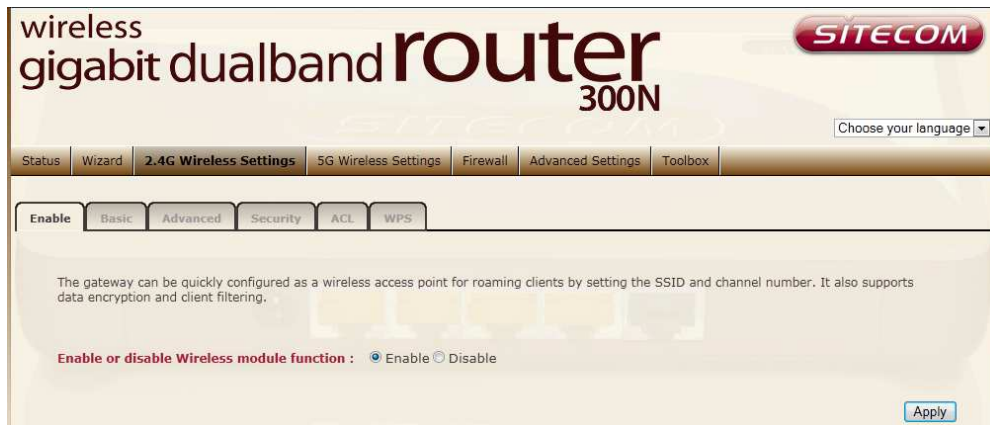 wireless
gigabit dualband router
300N
SITECOM
Choose your language
Status Wizard 2.4G Wireless Settings 5G Wireless Settings Firewall Advanced Settings Toolbox
Enable Basic Advanced Security ACL WPS
The gateway can be quickly configured as a wireless access point for roaming clients by setting the SSID and channel number. It also supports
data encryption and client filtering.
Enable or disable Wireless module function : Enable Disable
Apply